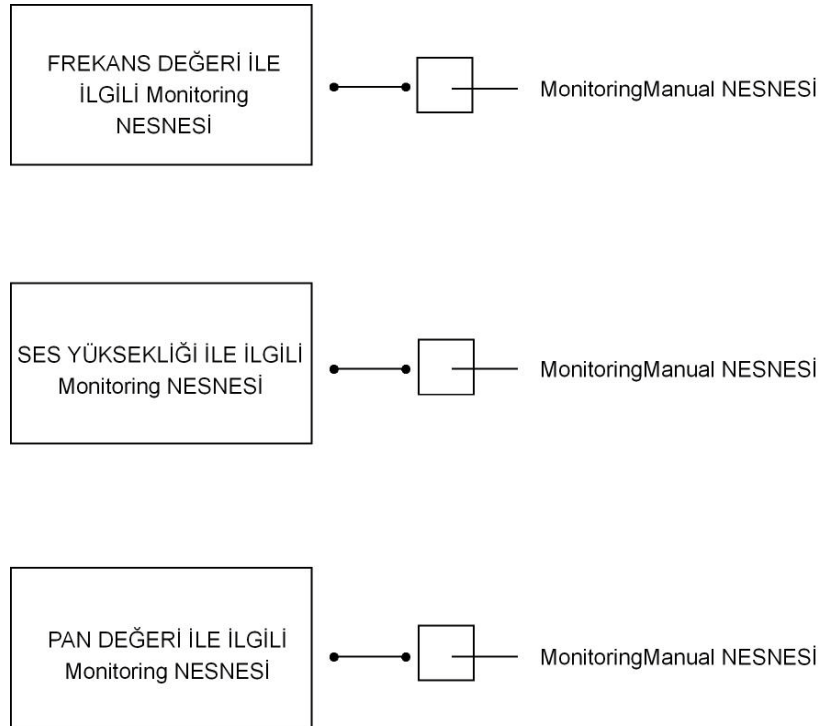 FREKANS DEĞERİ İLE
İLGİLİ Monitoring
NESNESİ
MonitoringManual NESNESİ
SES YÜKSEKLİĞİ İLE İLGİLİ
Monitoring NESNESİ
MonitoringManual NESNESİ
PAN DEĞERİ İLE İLGİLİ
Monitoring NESNESİ
MonitoringManual NESNESİ